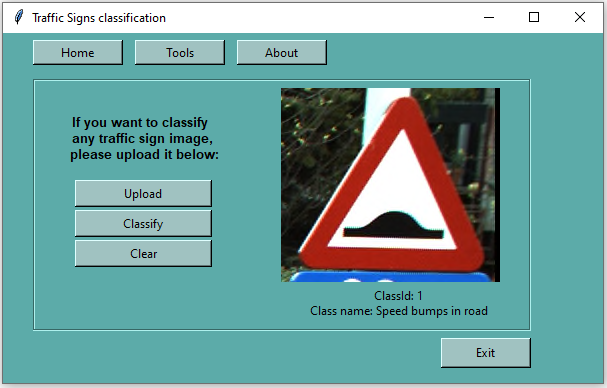 Traffic Signs classification
Home Tools About
If you want to classify
any traffic sign image,
please upload it below:
Upload
Classify
Clear
ClassId: 1
Class name: Speed bumps in road
Exit